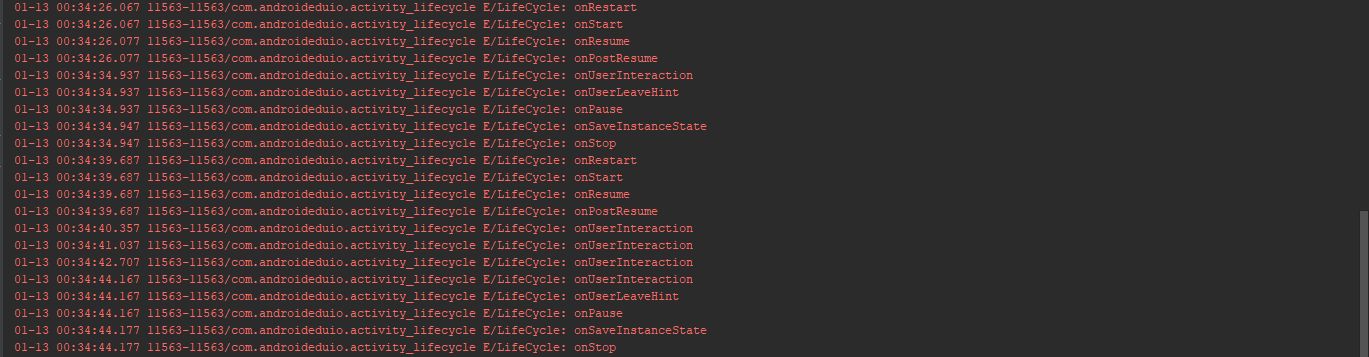 01-13 00:34:26.067 11563-11563/com.androideduio.activity_lifecycle E/LifeCycle: onRestart
01-13 00:34:26.067 11563-11563/com.androideduio.activity_lifecycle E/LifeCycle: onStart
01-13 00:34:26.077 11563-11563/com.androideduio.activity_lifecycle E/LifeCycle: onResume
01-13 00:34:26.077 11563-11563/com.androideduio.activity_lifecycle E/LifeCycle: onPostResume
01-13 00:34:34.937 11563-11563/com.androideduio.activity_lifecycle E/LifeCycle: onUserInteraction
01-13 00:34:34.937 11563-11563/com.androideduio.activity_lifecycle E/LifeCycle: onUserLeaveHint
01-13 00:34:34.937 11563-11563/com.androideduio.activity_lifecycle E/LifeCycle: onPause
01-13 00:34:34.947 11563-11563/com.androideduio.activity_lifecycle E/LifeCycle: onSaveInstanceState
01-13 00:34:34.947 11563-11563/com.androideduio.activity_lifecycle E/LifeCycle: onStop
01-13 00:34:39.687 11563-11563/com.androideduio.activity_lifecycle E/LifeCycle: onRestart
01-13 00:34:39.687 11563-11563/com.androideduio.activity_lifecycle E/LifeCycle: onStart
01-13 00:34:39.687 11563-11563/com.androideduio.activity_lifecycle E/LifeCycle: onResume
01-13 00:34:39.687 11563-11563/com.androideduio.activity_lifecycle E/LifeCycle: onPostResume
01-13 00:34:40.357 11563-11563/com.androideduio.activity_lifecycle E/LifeCycle: onUserInteraction
01-13 00:34:41.037 11563-11563/com.androideduio.activity_lifecycle E/LifeCycle: onUserInteraction
01-13 00:34:42.707 11563-11563/com.androideduio.activity_lifecycle E/LifeCycle: onUserInteraction
01-13 00:34:44.167 11563-11563/com.androideduio.activity_lifecycle E/LifeCycle: onUserInteraction
01-13 00:34:44.167 11563-11563/com.androideduio.activity_lifecycle E/LifeCycle: onUserLeaveHint
01-13 00:34:44.167 11563-11563/com.androideduio.activity_lifecycle E/LifeCycle: onPause
01-13 00:34:44.177 11563-11563/com.androideduio.activity_lifecycle E/LifeCycle: onSaveInstanceState
01-13 00:34:44.177 11563-11563/com.androideduio.activity_lifecycle E/LifeCycle: onStop